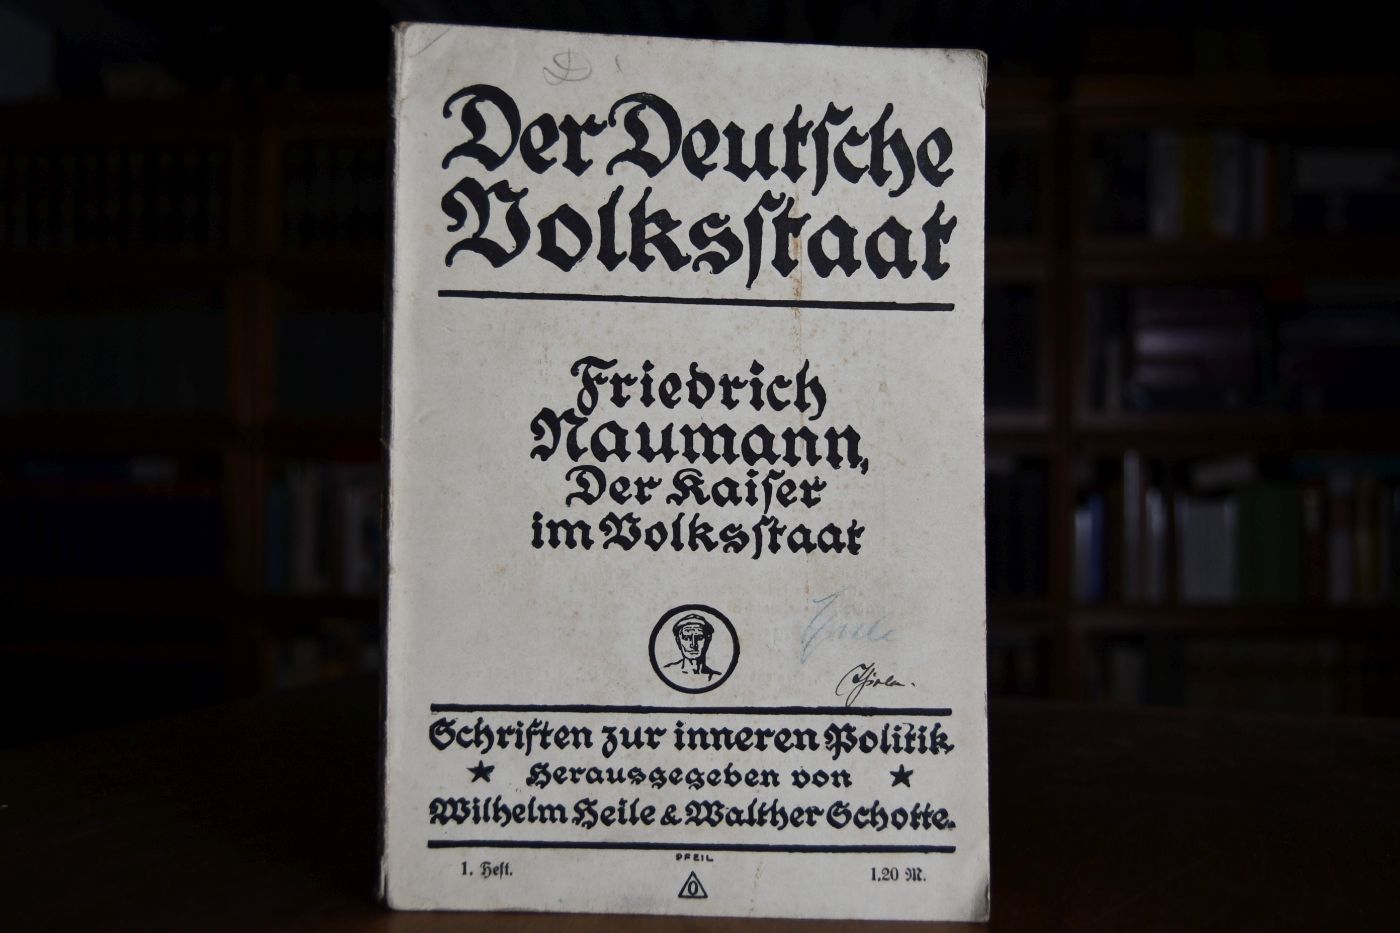 Der Deutsche
Volksstaat
Friedrich
Naumann,
Der Kaiser
im Volksstaat
Schriften zur inneren Politik
Herausgegeben von
Wilhelm Heile & Walther Schotte.
PFEIL
1. Heft.
1.20 M.